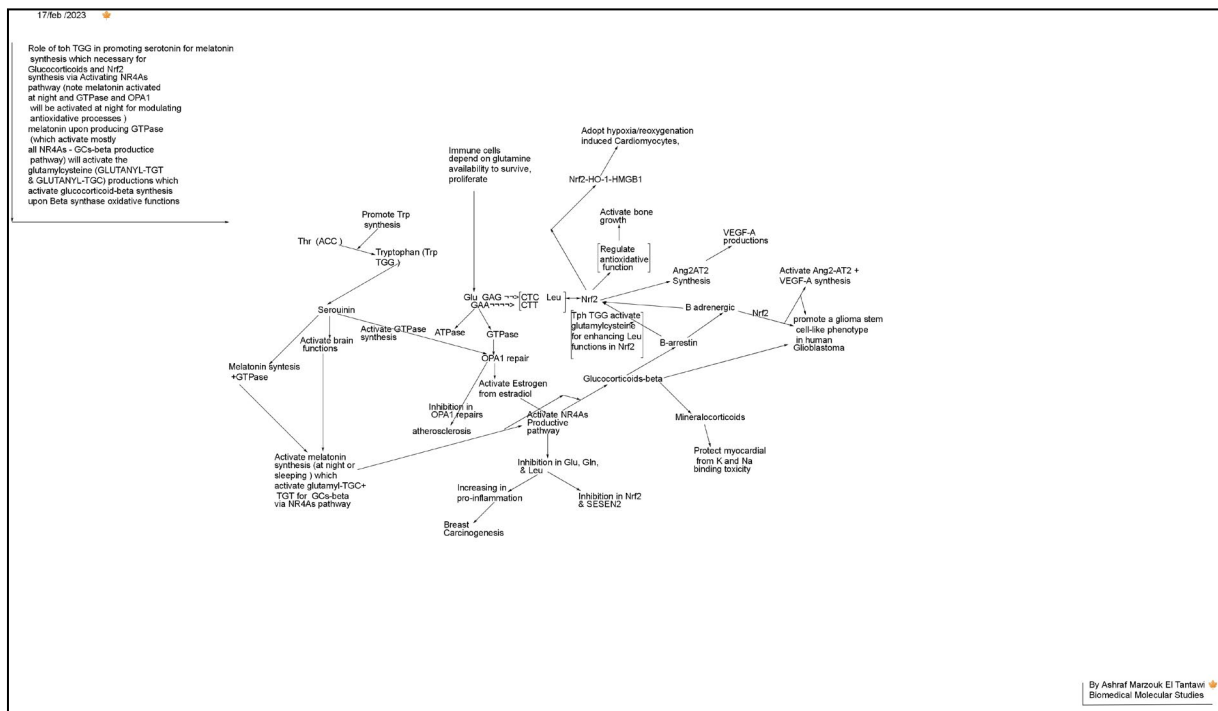 17/feb /2023
Role of toh TGG in promoting serotonin for melatonin
synthesis which necessary for
Glucocorticoids and Nrf2
synthesis via Activating NR4As
pathway (note melatonin activated
at night and GTPase and OPA1
will be activated at night for modulating
antioxidative processes )
melatonin upon producing GTPase
(which activate mostly
all NR4As - GCs-beta productice
pathway) will activate the
glutamylcysteine (GLUTANYL-TGT
& GLUTANYL-TGC) productions which
activate glucocorticoid-beta synthesis
upon Beta synthase oxidative functions
Adopt hypoxia/reoxygenation
induced Cardiomyocytes,
Immune cells
depend on glutamine
availability to survive,
proliferate
Nrf2-HO-1-HMGB1
Activate bone
growth
Promote Trp
synthesis
VEGF-A
productions
Thr (ACC )
Tryptophan (Trp
TGG.)
Regulate
antioxidative
function
Ang2AT2
Synthesis
Activate Ang2-AT2 +
VEGF-A synthesis
Glu GAG ¬¬> CTC Leu
GAA¬¬¬¬> CTT
Nrf2
B adrenergic
Nrf2
Serouinin
Tph TGG activate
glutamylcysteine
for enhancing Leu
functions in Nrf2
promote a glioma stem
cell-like phenotype
in human
Glioblastoma
Activate GTPase
synthesis
ATPase
GTPase
Activate brain
functions
B-arrestin
OPA1 repair
Melatonin syntesis
+GTPase
Activate Estrogen
from estradiol
Glucocorticoids-beta
Inhibition in
OPA1 repairs
atherosclerosis
Activate NR4As
Productive
pathway
Mineralocorticoids
Protect myocardial
from K and Na
binding toxicity
Activate melatonin
synthesis (at night or
sleeping ) which
activate glutamyl-TGC+
TGT for GCs-beta
via NR4As pathway
Inhibition in Glu, Gln,
& Leu
Increasing in
pro-inflammation
Inhibition in Nrf2
& SESEN2
Breast
Carcinogenesis
By Ashraf Marzouk El Tantawi
Biomedical Molecular Studies